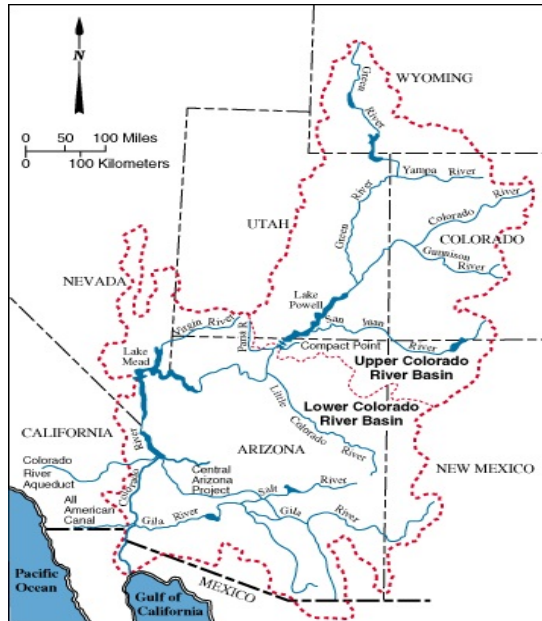 N
WYOMING
Green
River
0 50 100 Miles
0 100 Kilometers
Yampa River
River
Green
Colorado River
UTAH
COLORADO
Gunnison
River
NEVADA
Lake
Powell
San Juan
River
Virgin River
Paria R
Compact Point
Lake
Mead
Upper Colorado
River Basin
Little
Colorado
River
Lower Colorado
River Basin
CALIFORNIA
River
ARIZONA
NEW MEXICO
Colorado
River
Aqueduct
Central
Arizona
Project
Colorado
Salt River
All
American
Canal
Gila River
Gila
River
MEXICO
Pacific
Ocean
Gulf of
California